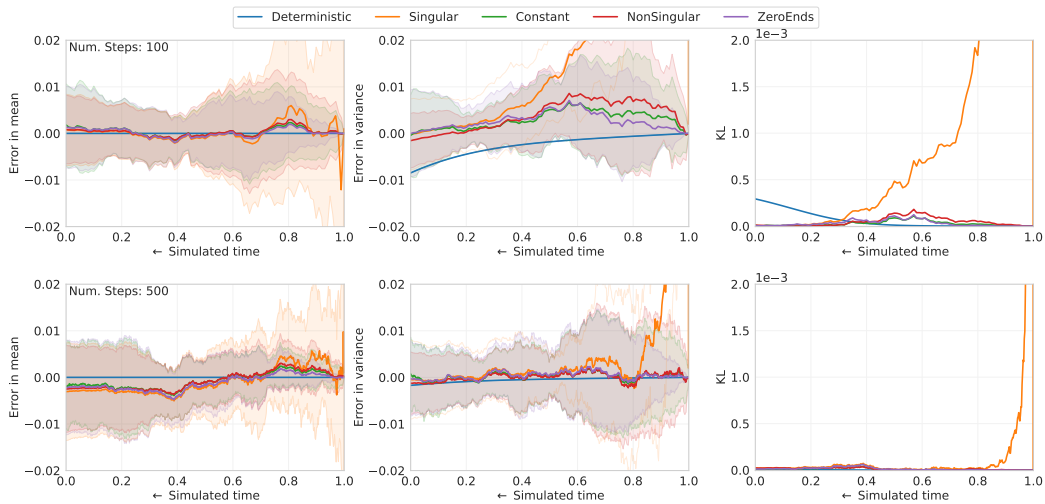 Deterministic Singular Constant NonSingular ZeroEnds
Num. Steps: 100
Error in mean
0.02
0.01
0.00
−0.01
−0.02
0.0 0.2 0.4 0.6 0.8 1.0
← Simulated time
Error in variance
0.02
0.01
0.00
−0.01
−0.02
0.0 0.2 0.4 0.6 0.8 1.0
← Simulated time
1e−3
KL
2.0
1.5
1.0
0.5
0.0
0.0 0.2 0.4 0.6 0.8 1.0
← Simulated time
Num. Steps: 500
Error in mean
0.02
0.01
0.00
−0.01
−0.02
0.0 0.2 0.4 0.6 0.8 1.0
← Simulated time
Error in variance
0.02
0.01
0.00
−0.01
−0.02
0.0 0.2 0.4 0.6 0.8 1.0
← Simulated time
1e−3
KL
2.0
1.5
1.0
0.5
0.0
0.0 0.2 0.4 0.6 0.8 1.0
← Simulated time